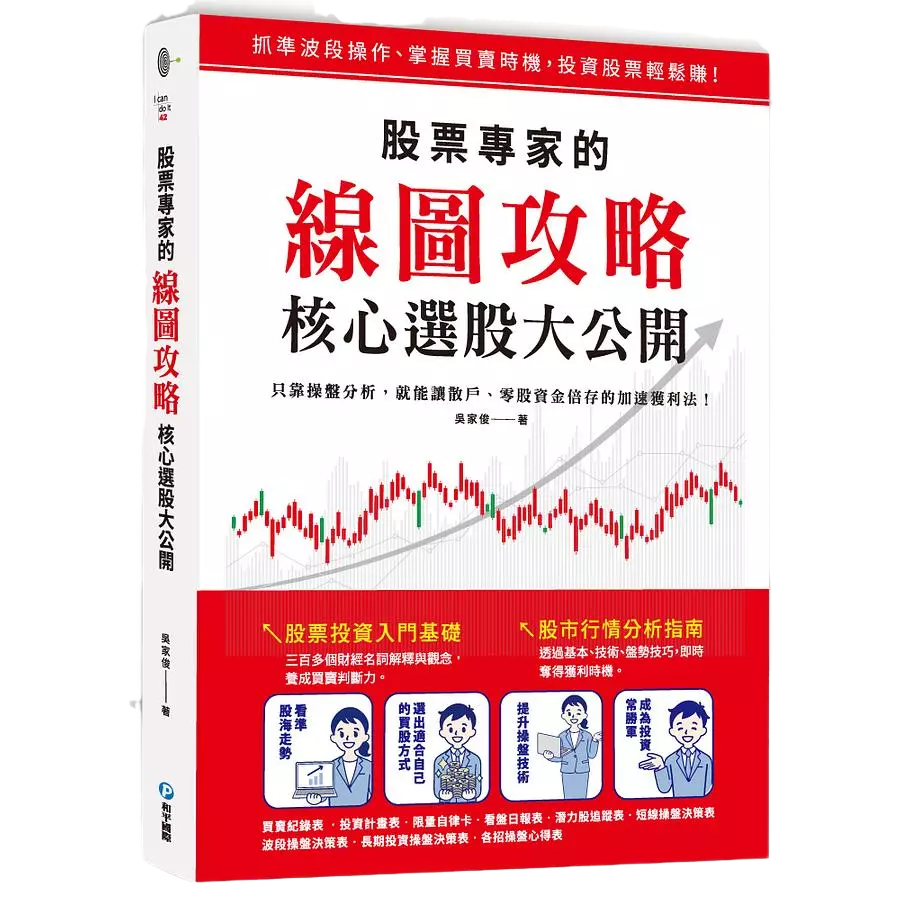 I can
do it
42
股票專家的
線圖攻略
核心選股大公開
吳家俊——著
P
和平國際
抓準波段操作、掌握買賣時機，投資股票輕鬆賺！
股票專家的
線圖攻略
核心選股大公開
只靠操盤分析，就能讓散戶、零股資金倍存的加速獲利法！
吳家俊——著
↖股票投資入門基礎
三百多個財經名詞解釋與觀念，
養成買賣判斷力。
↖股市行情分析指南
透過基本、技術、盤勢技巧，即時
奪得獲利時機。
看準
股海走勢
選出適合自己
的買股方式
提升操盤技術
成為投資
常勝軍
買賣紀錄表．投資計畫表．限量自律卡．看盤日報表．潛力股追蹤表．短線操盤決策表
波段操盤決策表．長期投資操盤決策表．各招操盤心得表